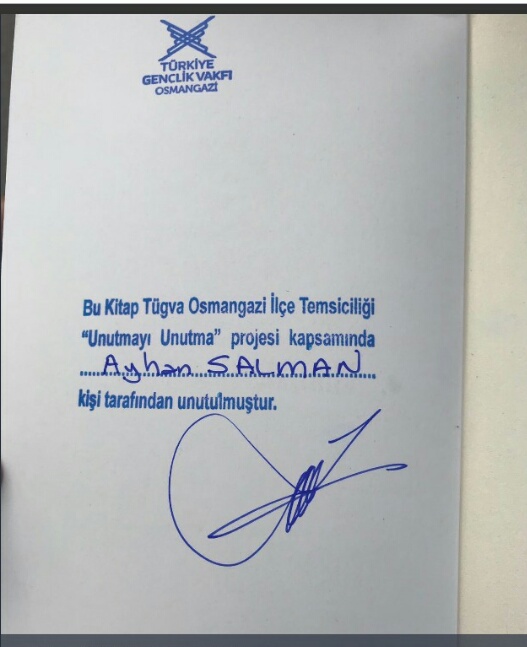 TÜRKİYE
GENÇLİK VAKFI
OSMANGAZİ
Bu Kitap Tügva Osmangazi İlçe Temsiciliği
“Unutmayı Unutma” projesi kapsamında
Ayhan SALMAN
kişi tarafından unutulmuştur.